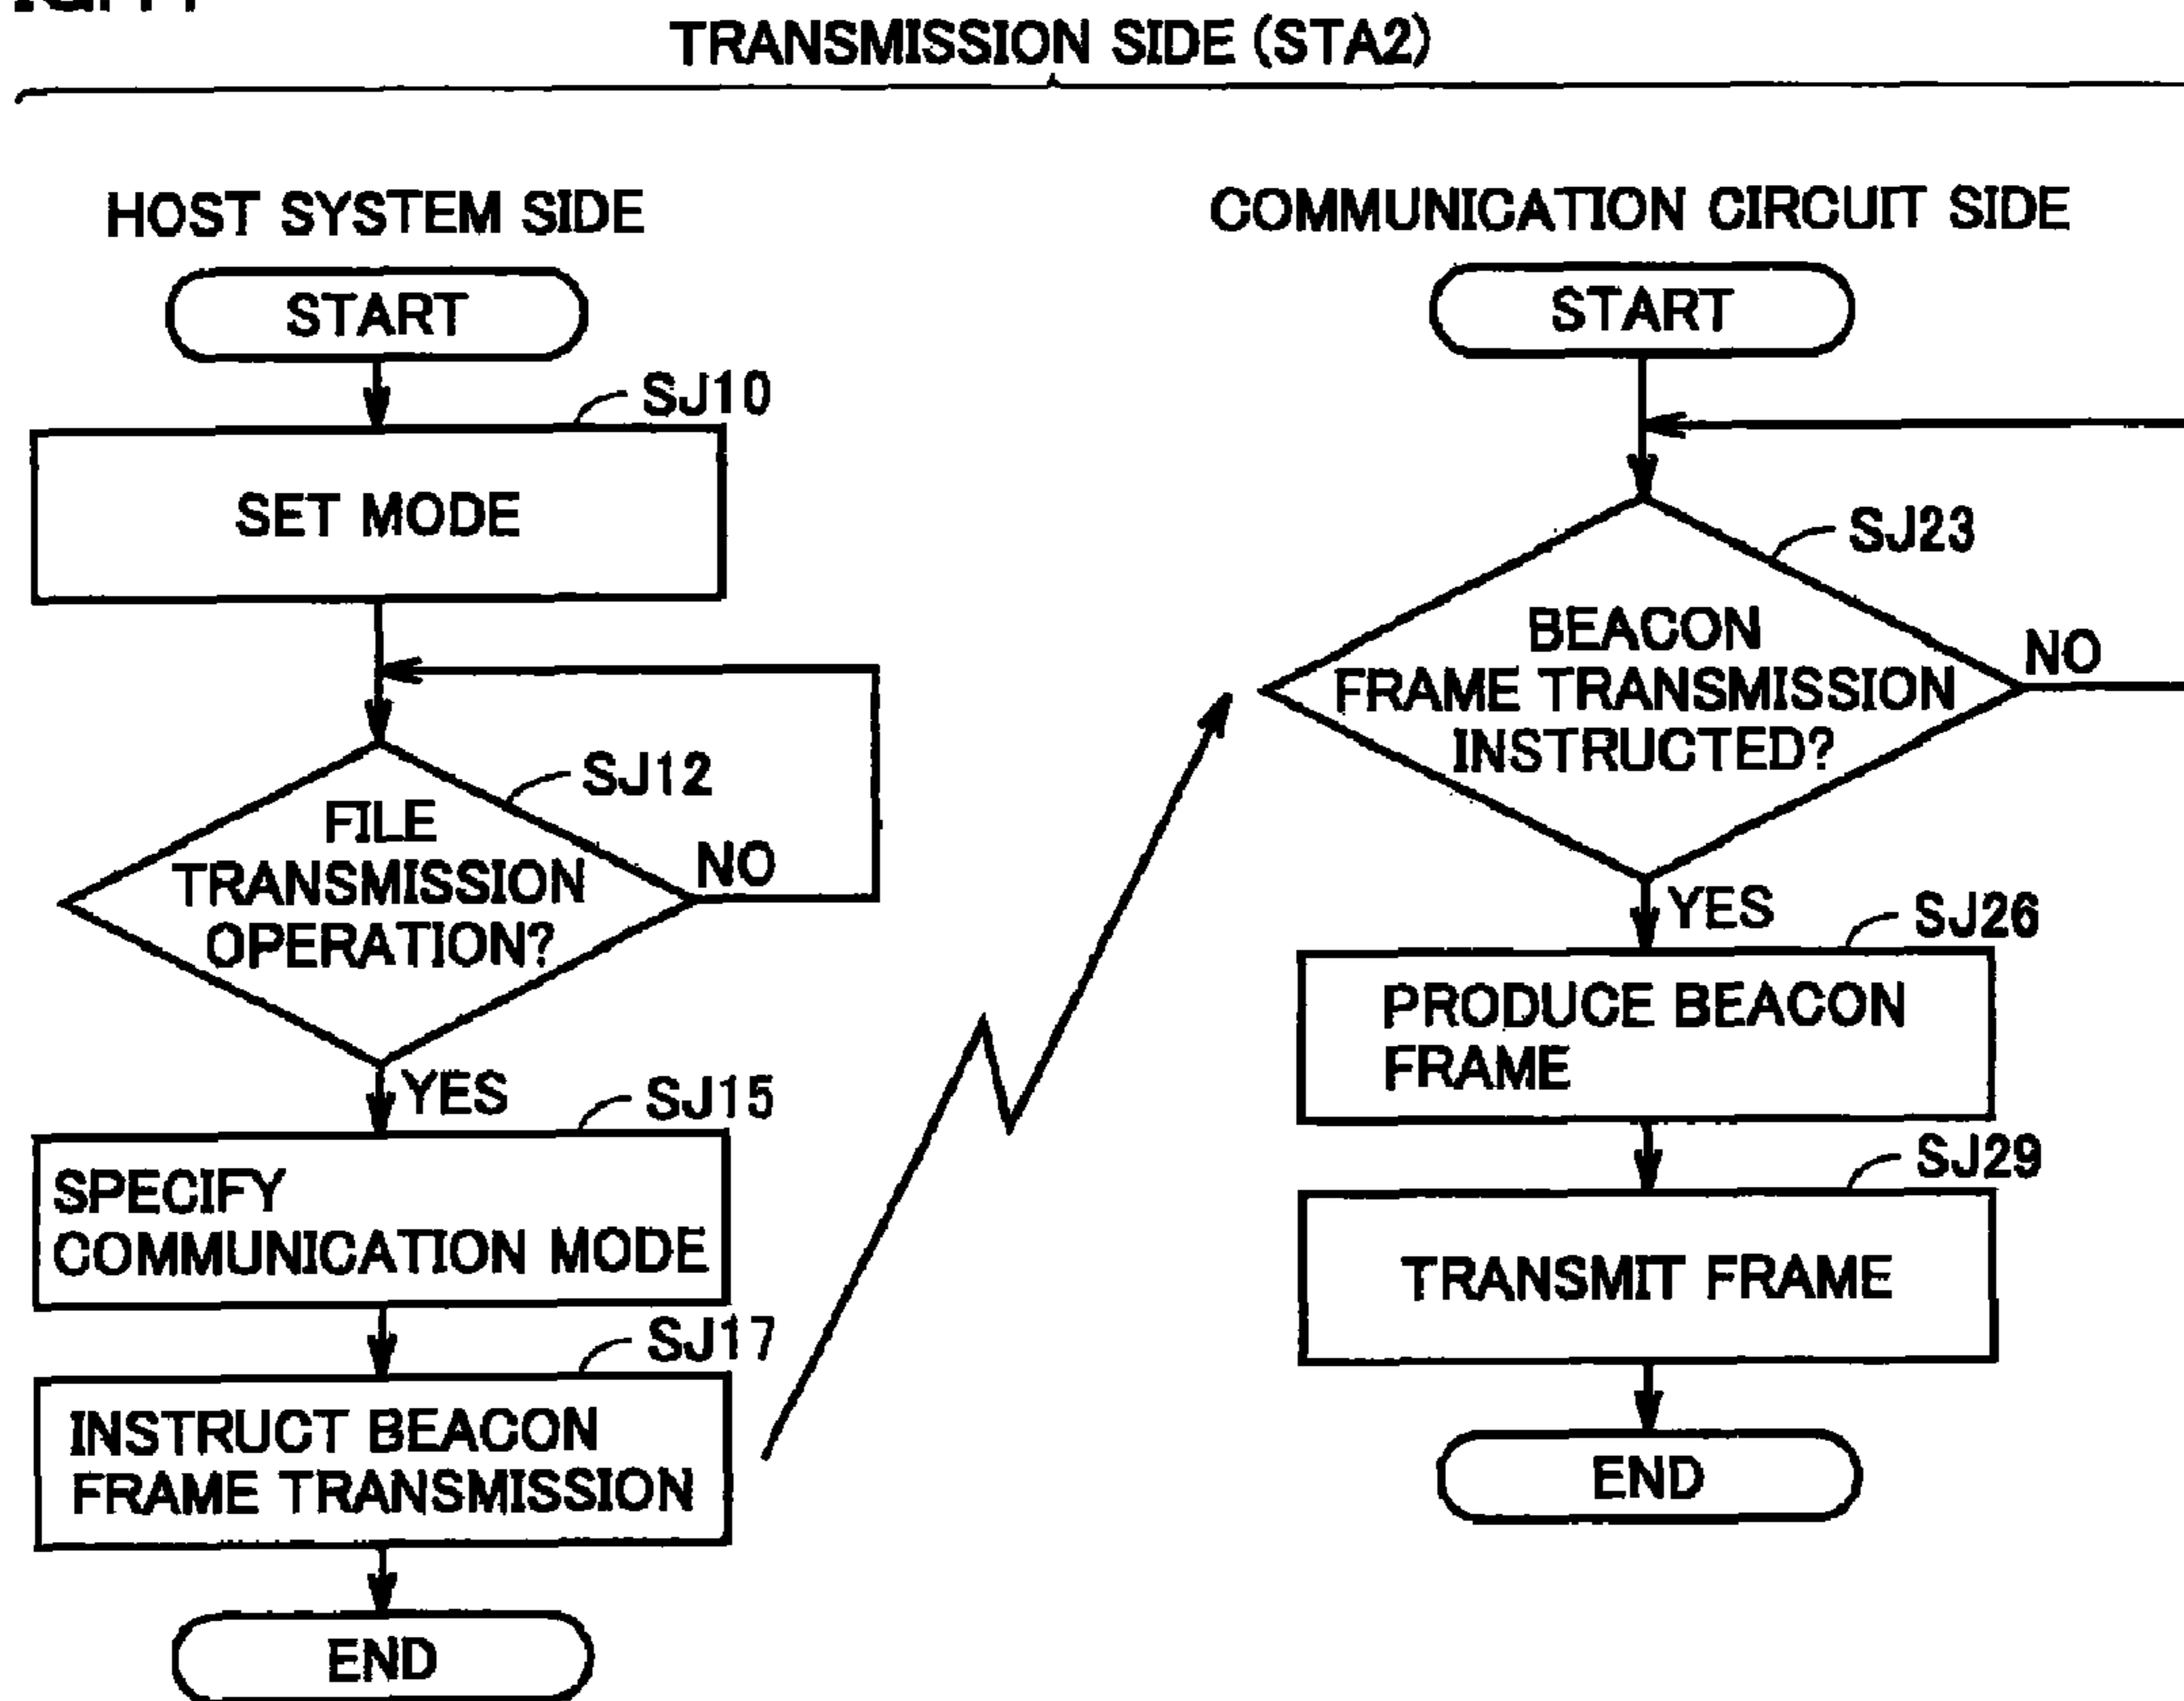 TRANSMISSION SIDE (STA2)
HOST SYSTEM SIDE
START
SJ10
SET MODE
SJ12
FILE
TRANSMISSION
OPERATION?
NO
YES
SJ15
SPECIFY
COMMUNICATION MODE
SJ17
INSTRUCT BEACON
FRAME TRANSMISSION
END
COMMUNICATION CIRCUIT SIDE
START
SJ23
BEACON
FRAME TRANSMISSION
INSTRUCTED?
NO
YES
SJ26
PRODUCE BEACON
FRAME
SJ29
TRANSMIT FRAME
END